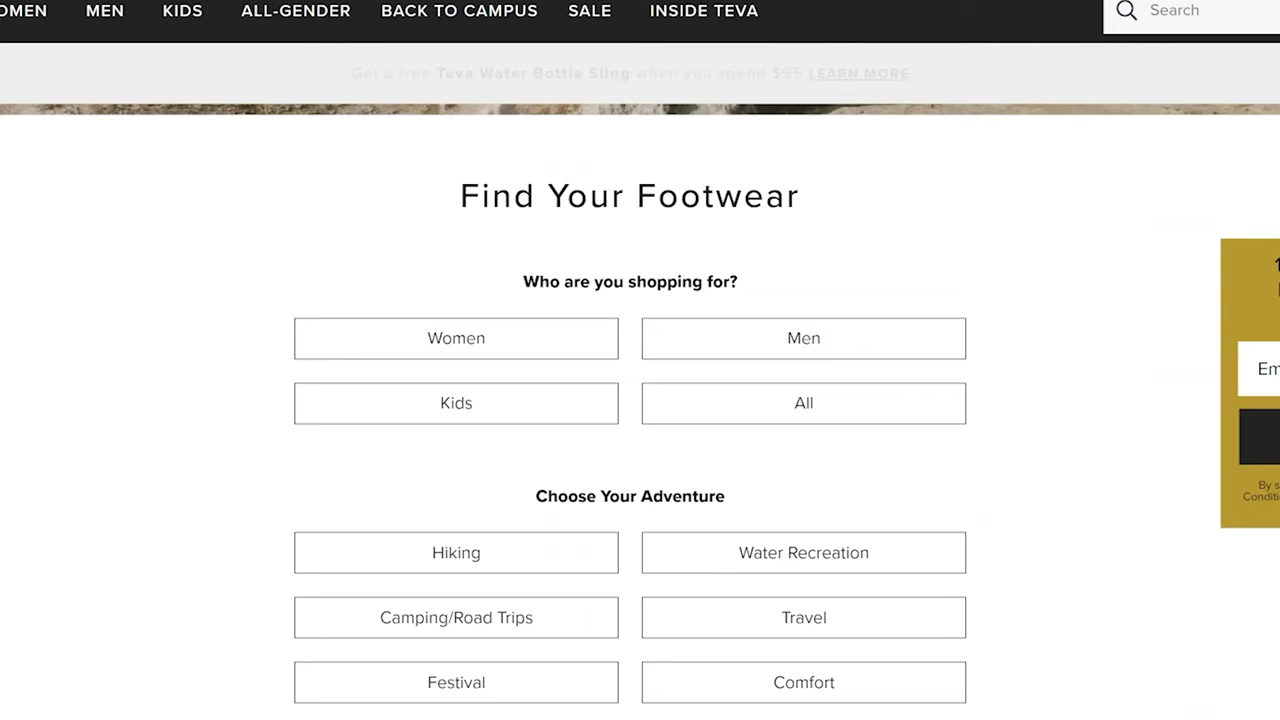 OMEN MEN KIDS ALL-GENDER BACK TO CAMPUS SALE INSIDE TEVA Search
Get a free Teva Water Bottle Sling when you spend $95 LEARN MORE
Find Your Footwear
Who are you shopping for?
Women Men
Kids All
Choose Your Adventure
Hiking Water Recreation
Camping/Road Trips Travel
Festival Comfort
Em
By s
Conditi